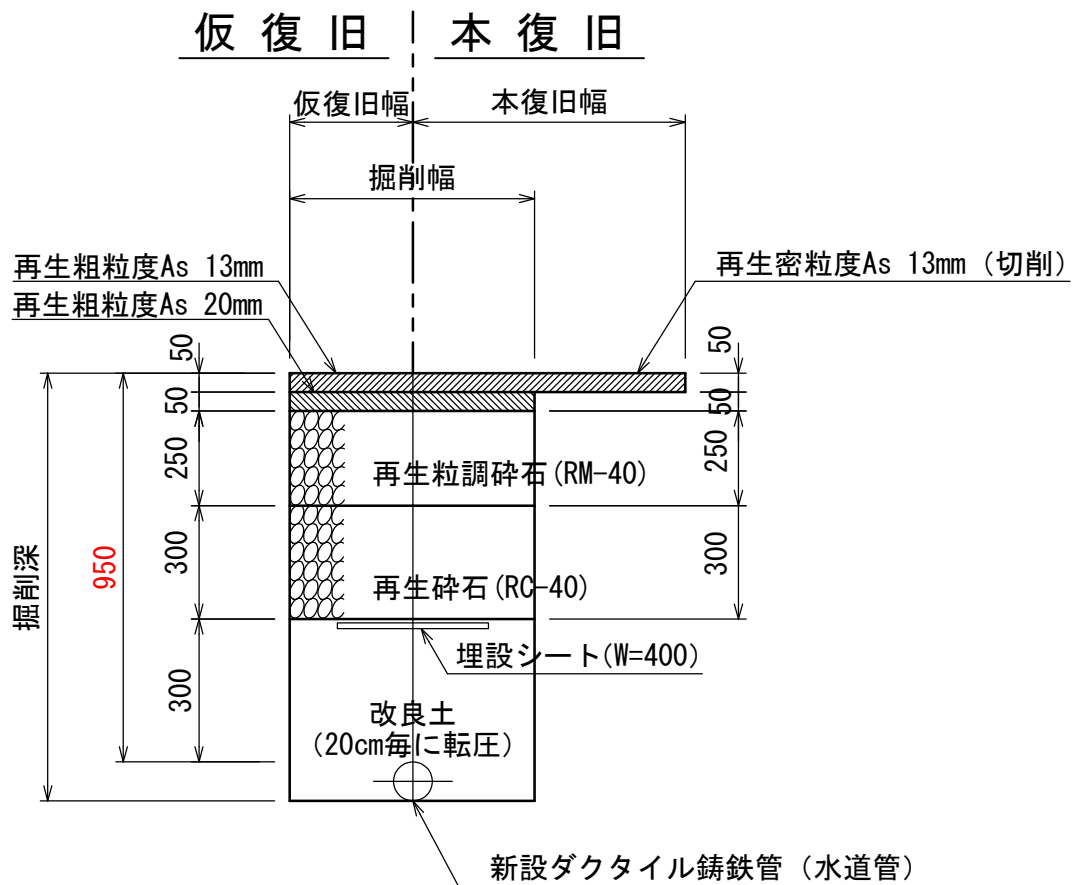 仮復旧 本復旧
仮復旧幅 本復旧幅
掘削幅
再生粗粒度As 13mm 再生密粒度As 13mm (切削)
再生粗粒度As 20mm
50 50
50 50
250 250
再生粒調砕石(RM-40)
300 300
950
掘削深
再生砕石(RC-40)
埋設シート(W=400)
300
改良土
(20cm毎に転圧)
新設ダクタイル鋳鉄管 (水道管)